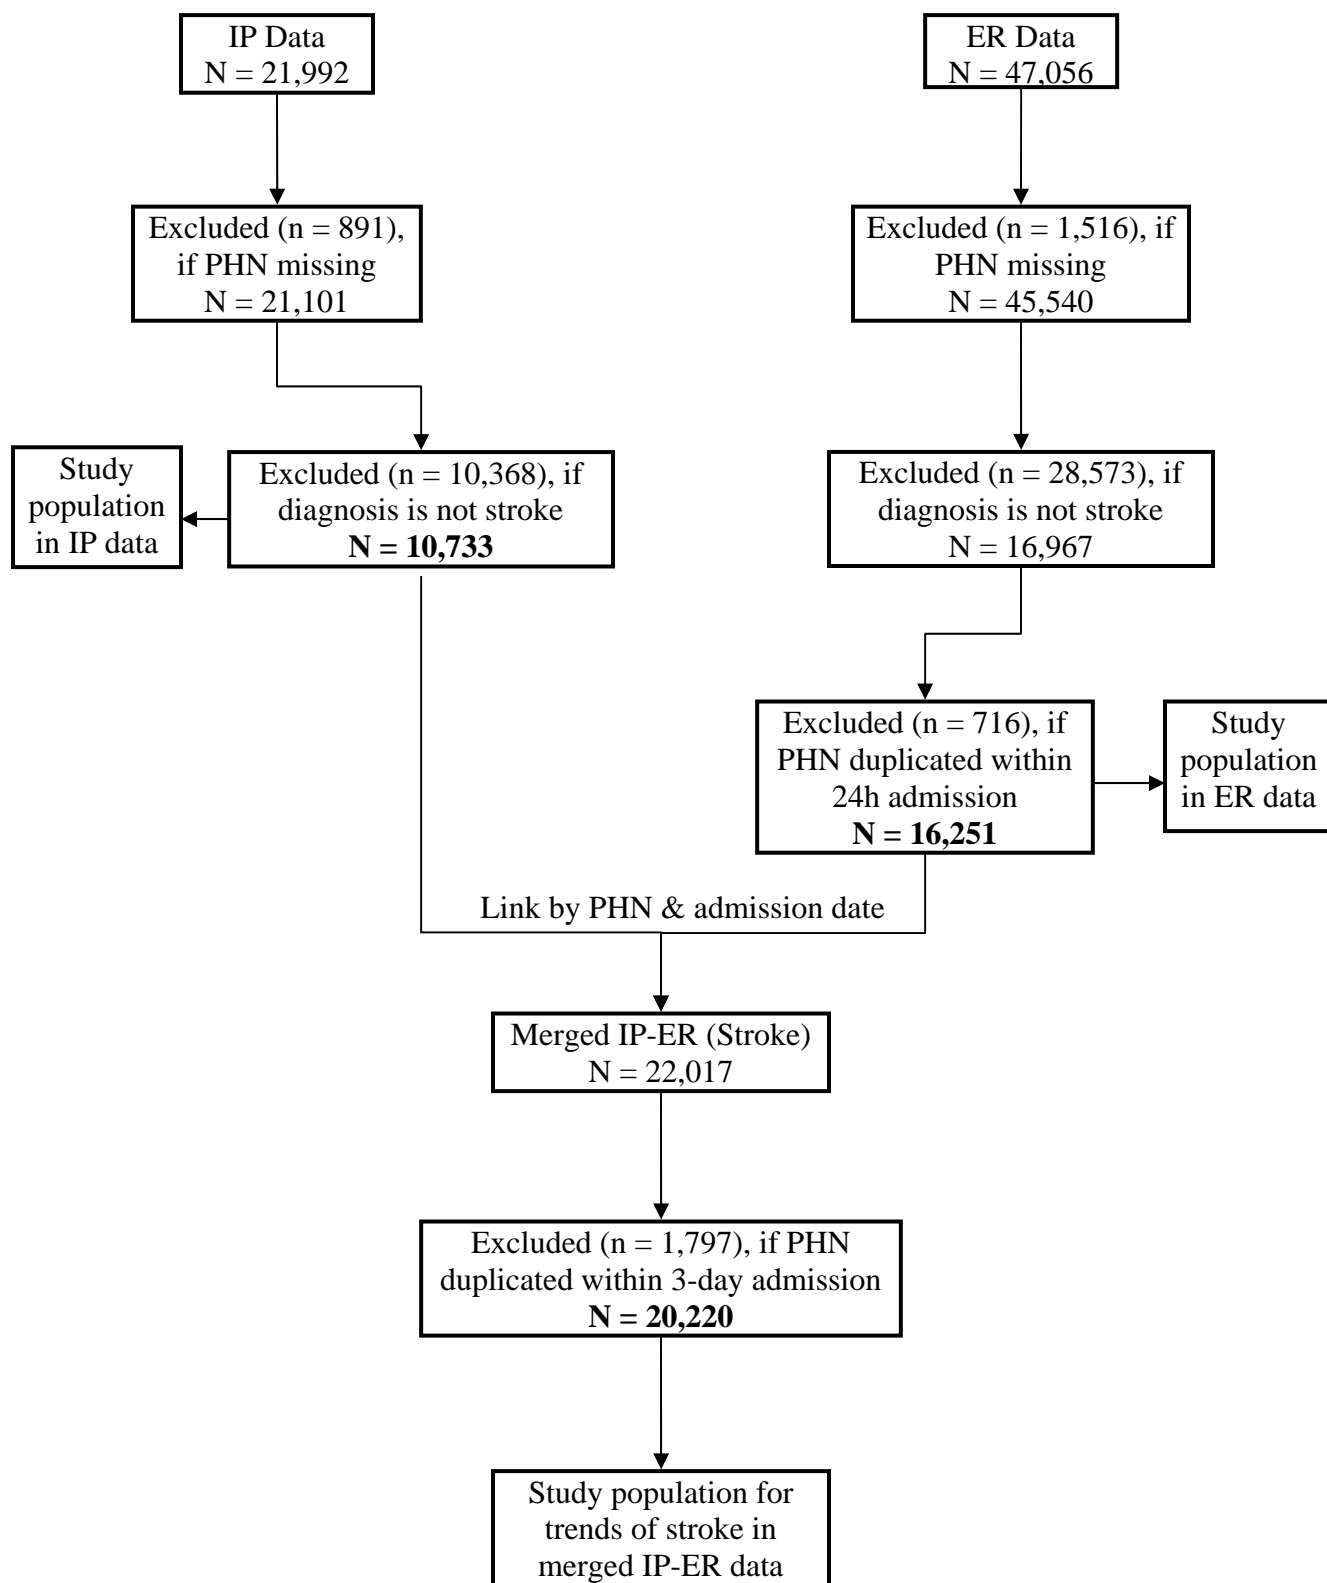 IP Data
N = 21,992
ER Data
N = 47,056
Excluded (n = 891),
if PHN missing
N = 21,101
Excluded (n = 1,516), if
PHN missing
N = 45,540
Study
population
in IP data
Excluded (n = 10,368), if
diagnosis is not stroke
N = 10,733
Excluded (n = 28,573), if
diagnosis is not stroke
N = 16,967
Excluded (n = 716), if
PHN duplicated within
24h admission
N = 16,251
Study
population
in ER data
Link by PHN & admission date
Merged IP-ER (Stroke)
N = 22,017
Excluded (n = 1,797), if PHN
duplicated within 3-day admission
N = 20,220
Study population for
trends of stroke in
merged IP-ER data